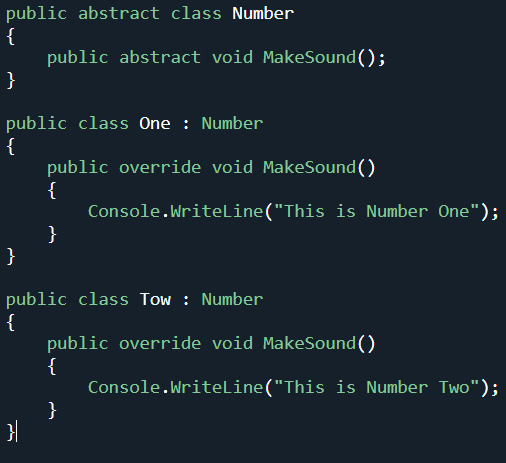 public abstract class Number
{
    public abstract void MakeSound();
}

public class One : Number
{
    public override void MakeSound()
    {
        Console.WriteLine("This is Number One");
    }
}

public class Tow : Number
{
    public override void MakeSound()
    {
        Console.WriteLine("This is Number Two");
    }
}